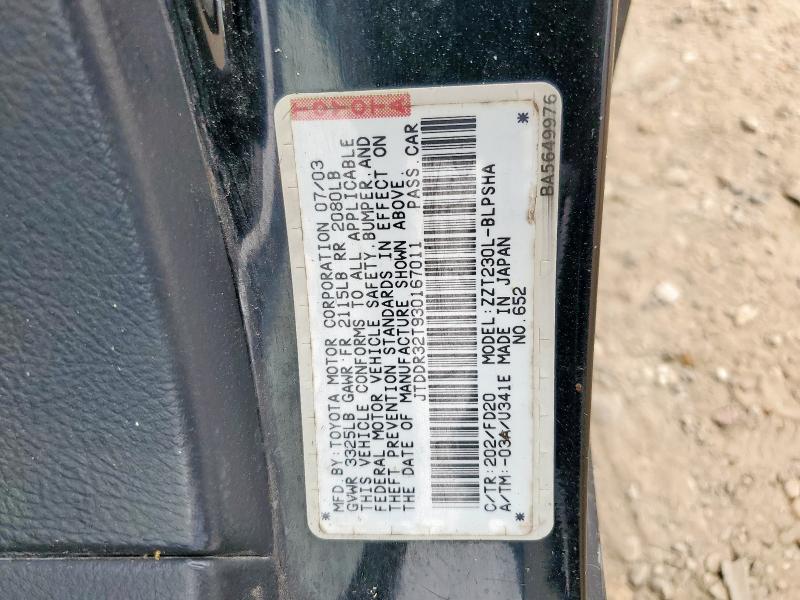 TOYOTA
MFD BY:TOYOTA MOTOR CORPORATION 07/03
GVWR 3325LB GAWR:FR 2115LB RR 2080LB
THIS VEHICLE CONFORMS TO ALL APPLICABLE
FEDERAL MOTOR VEHICLE SAFETY,BUMPER,AND
THEFT PREVENTION STANDARDS IN EFFECT ON
THE DATE OF MANUFACTURE SHOWN ABOVE.
JTDDR32T930167011 PASS.CAR
C/TR:202/FD20 MODEL:ZZT230L-BLPSHA
A/TM:-03A/U341E MADE IN JAPAN
NO.652
BA5649976